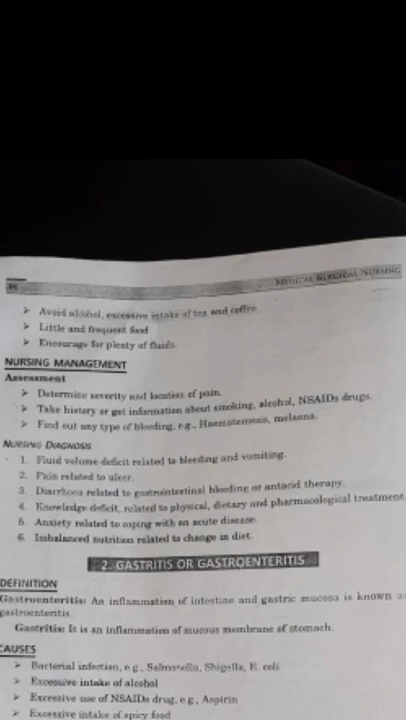 MEDICAL SURGICAL NURSING
➤ Avoid alcohol, excessive intake of tea and coffee
➤ Little and frequent food
➤ Encourage for plenty of fluids.
NURSING MANAGEMENT
Assessment
➤ Determine severity and location of pain.
➤ Take history or get information about smoking, alcohol, NSAIDs drugs.
➤ Find out any type of bleeding, e.g., Haematemesis, melaena.
NURSING DIAGNOSIS
1. Fluid volume deficit related to bleeding and vomiting.
2. Pain related to ulcer.
3. Diarrhoea related to gastrointestinal bleeding or antacid therapy.
4. Knowledge deficit, related to physical, dietary and pharmacological treatment
5. Anxiety related to coping with an acute disease.
6. Imbalanced nutrition related to change in diet.
2. GASTRITIS OR GASTROENTERITIS
DEFINITION
Gastroenteritis: An inflammation of intestine and gastric mucosa is known
gastroenteritis.
Gastritis: It is an inflammation of mucous membrane of stomach.
CAUSES
➤ Bacterial infection, e.g., Salmonella, Shigella, E. coli
➤ Excessive intake of alcohol
➤ Excessive use of NSAIDs drug, e.g., Aspirin
➤ Excessive intake of spicy food